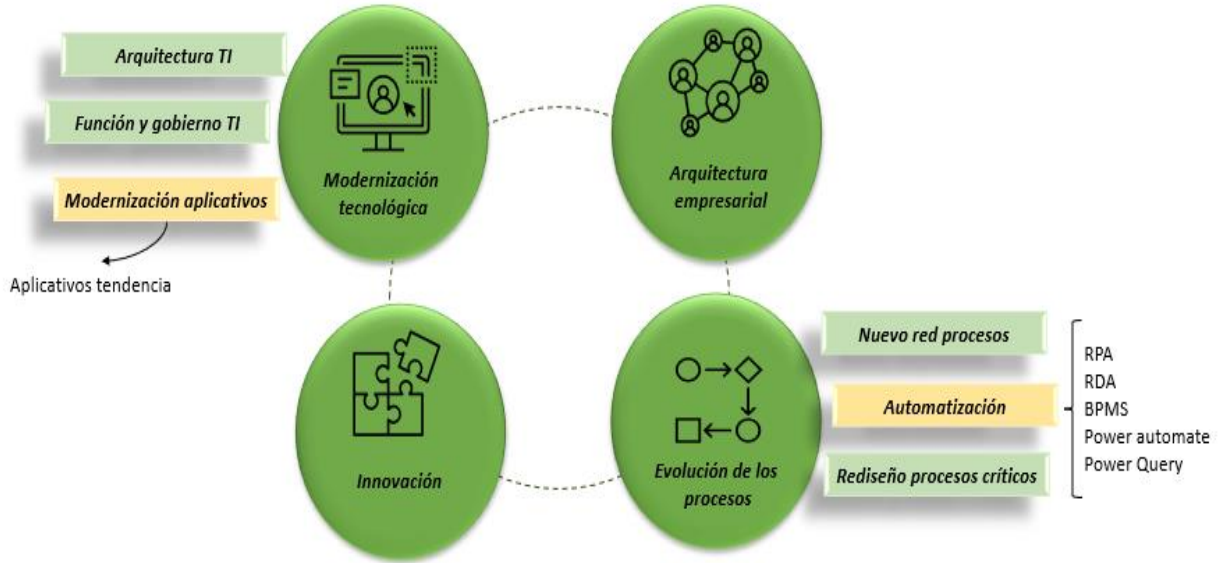 Arquitectura TI
Función y gobierno TI
Modernización aplicativos
Aplicativos tendencia
Modernización
tecnológica
Arquitectura
empresarial
Innovación
Evolución de los
procesos
Nuevo red procesos
Automatización
Rediseño procesos críticos
RPA
RDA
BPMS
Power automate
Power Query